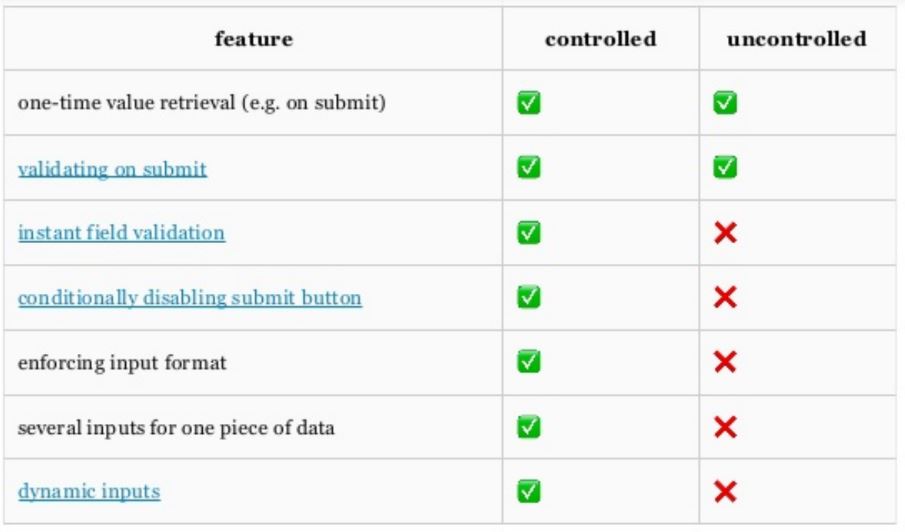 feature controlled uncontrolled
one-time value retrieval (e.g. on submit) ✅ ✅
validating on submit ✅ ✅
instant field validation ✅ ❌
conditionally disabling submit button ✅ ❌
enforcing input format ✅ ❌
several inputs for one piece of data ✅ ❌
dynamic inputs ✅ ❌